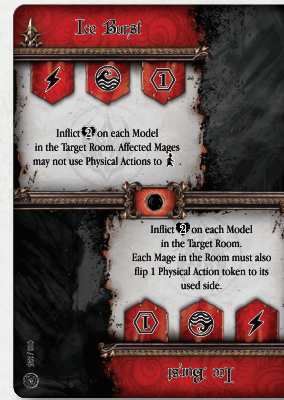 Ice Burst
1
Inflict 2 on each Model
in the Target Room. Affected Mages
may not use Physical Actions to .
Inflict 2 on each Model
in the Target Room.
Each Mage in the Room must also
flip 1 Physical Action token to its
used side.
1
Ice Burst